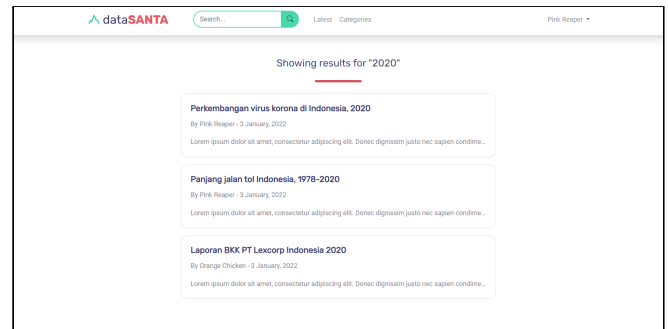 dataSANTA Search... Latest Categories Pink Reaper
Showing results for "2020"
Perkembangan virus korona di Indonesia, 2020
By Pink Reaper - 3 January, 2022
Lorem ipsum dolor sit amet, consectetur adipiscing elit. Donec dignissim justo nec sapien condime...
Panjang jalan tol Indonesia, 1978-2020
By Pink Reaper - 3 January, 2022
Lorem ipsum dolor sit amet, consectetur adipiscing elit. Donec dignissim justo nec sapien condime...
Laporan BKK PT Lexcorp Indonesia 2020
By Orange Chicken - 3 January, 2022
Lorem ipsum dolor sit amet, consectetur adipiscing elit. Donec dignissim justo nec sapien condime...